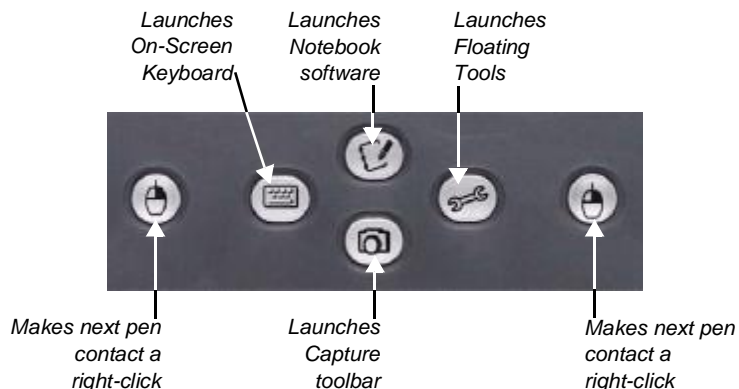 Launches
On-Screen
Keyboard
Launches
Notebook
software
Launches
Floating
Tools
Makes next pen
contact a
right-click
Launches
Capture
toolbar
Makes next pen
contact a
right-click